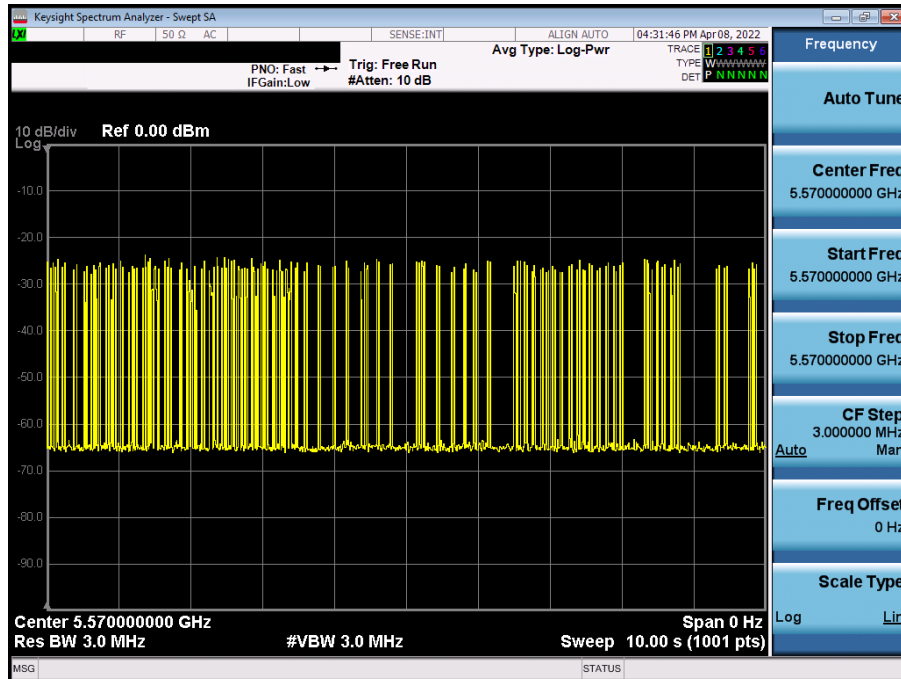 Keysight Spectrum Analyzer - Swept SA
LXI RF 50 Ω AC SENSE:INT ALIGN AUTO 04:31:46 PM Apr 08, 2022
Frequency
Avg Type: Log-Pwr TRACE 1 2 3 4 5 6
PNO: Fast Trig: Free Run TYPE WWWWWW
IFGain:Low #Atten: 10 dB DET P N N N N N
Auto Tune
10 dB/div Ref 0.00 dBm
Log
Center Freq
5.570000000 GHz
-10.0
-20.0
Start Freq
5.570000000 GHz
-30.0
-40.0
Stop Freq
5.570000000 GHz
-50.0
-60.0
CF Step
3.000000 MHz
Auto Man
-70.0
-80.0
Freq Offset
0 Hz
-90.0
Scale Type
Log Lin
Center 5.570000000 GHz Span 0 Hz
Res BW 3.0 MHz #VBW 3.0 MHz Sweep 10.00 s (1001 pts)
MSG STATUS